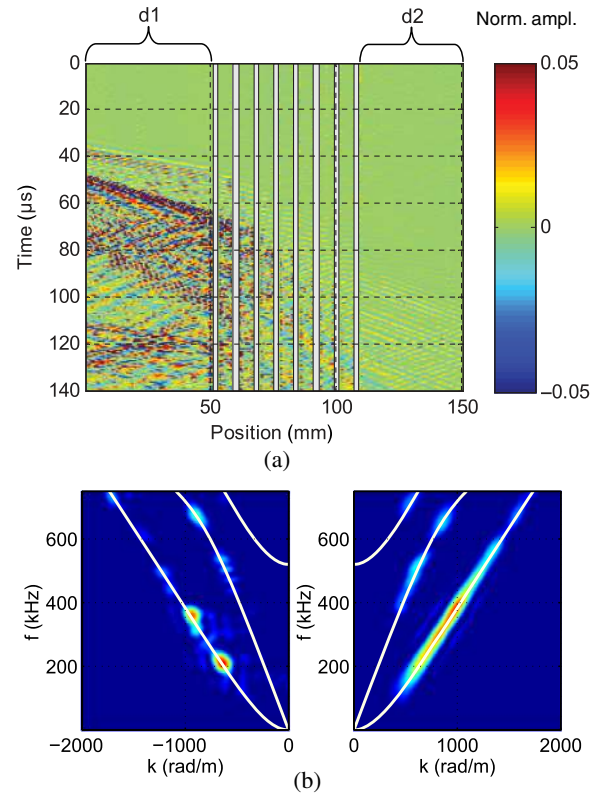 d1
d2
Norm. ampl.
0
20
40
60
80
100
120
140
Time (µs)
50
100
150
Position (mm)
0.05
0
−0.05
(a)
600
400
200
f (kHz)
−2000
−1000
0
k (rad/m)
600
400
200
f (kHz)
0
1000
2000
k (rad/m)
(b)